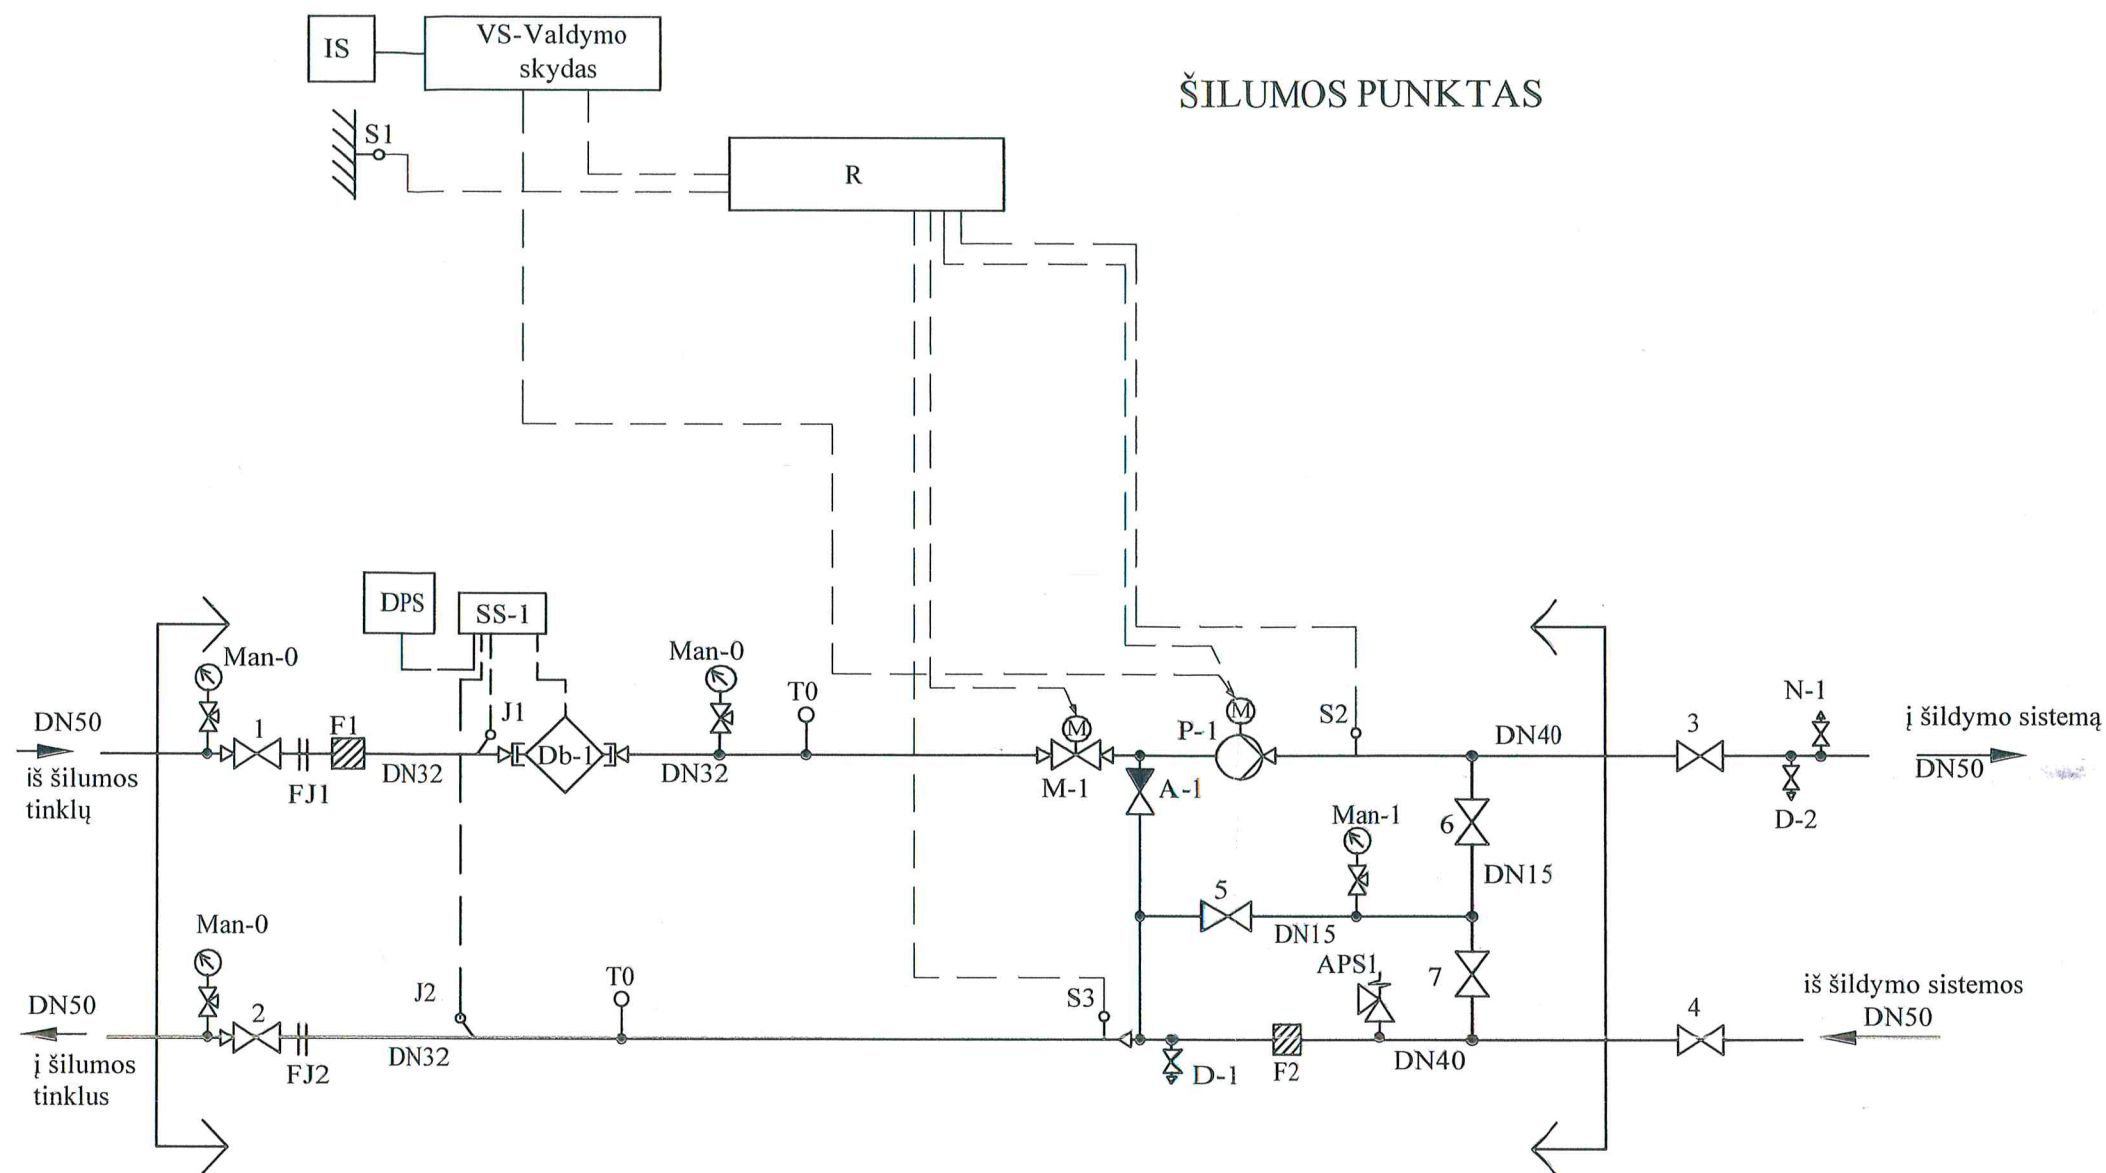 IS
VS-Valdymo
skydas
ŠILUMOS PUNKTAS
S1
R
DPS
SS-1
Man-0
Man-0
T0
J1
1
F1
DN50
iš šilumos
tinklų
FJ1
DN32
Db-1
DN32
M
M-1
A-1
P-1
M
S2
DN40
3
N-1
į šildymo sistemą
DN50
D-2
Man-1
6
DN15
5
DN15
Man-0
DN50
į šilumos
tinklus
2
FJ2
J2
DN32
T0
S3
D-1
APS1
F2
7
DN40
4
iš šildymo sistemos
DN50